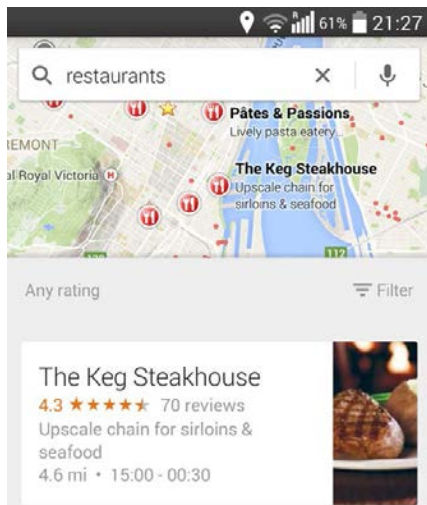 R 61% 21:27
restaurants
Pâtes & Passions
Lively pasta eatery...
REMONT
al Royal Victoria H
The Keg Steakhouse
Upscale chain for
sirloins & seafood
112
Any rating
Filter
The Keg Steakhouse
4.3 70 reviews
Upscale chain for sirloins &
seafood
4.6 mi • 15:00 - 00:30